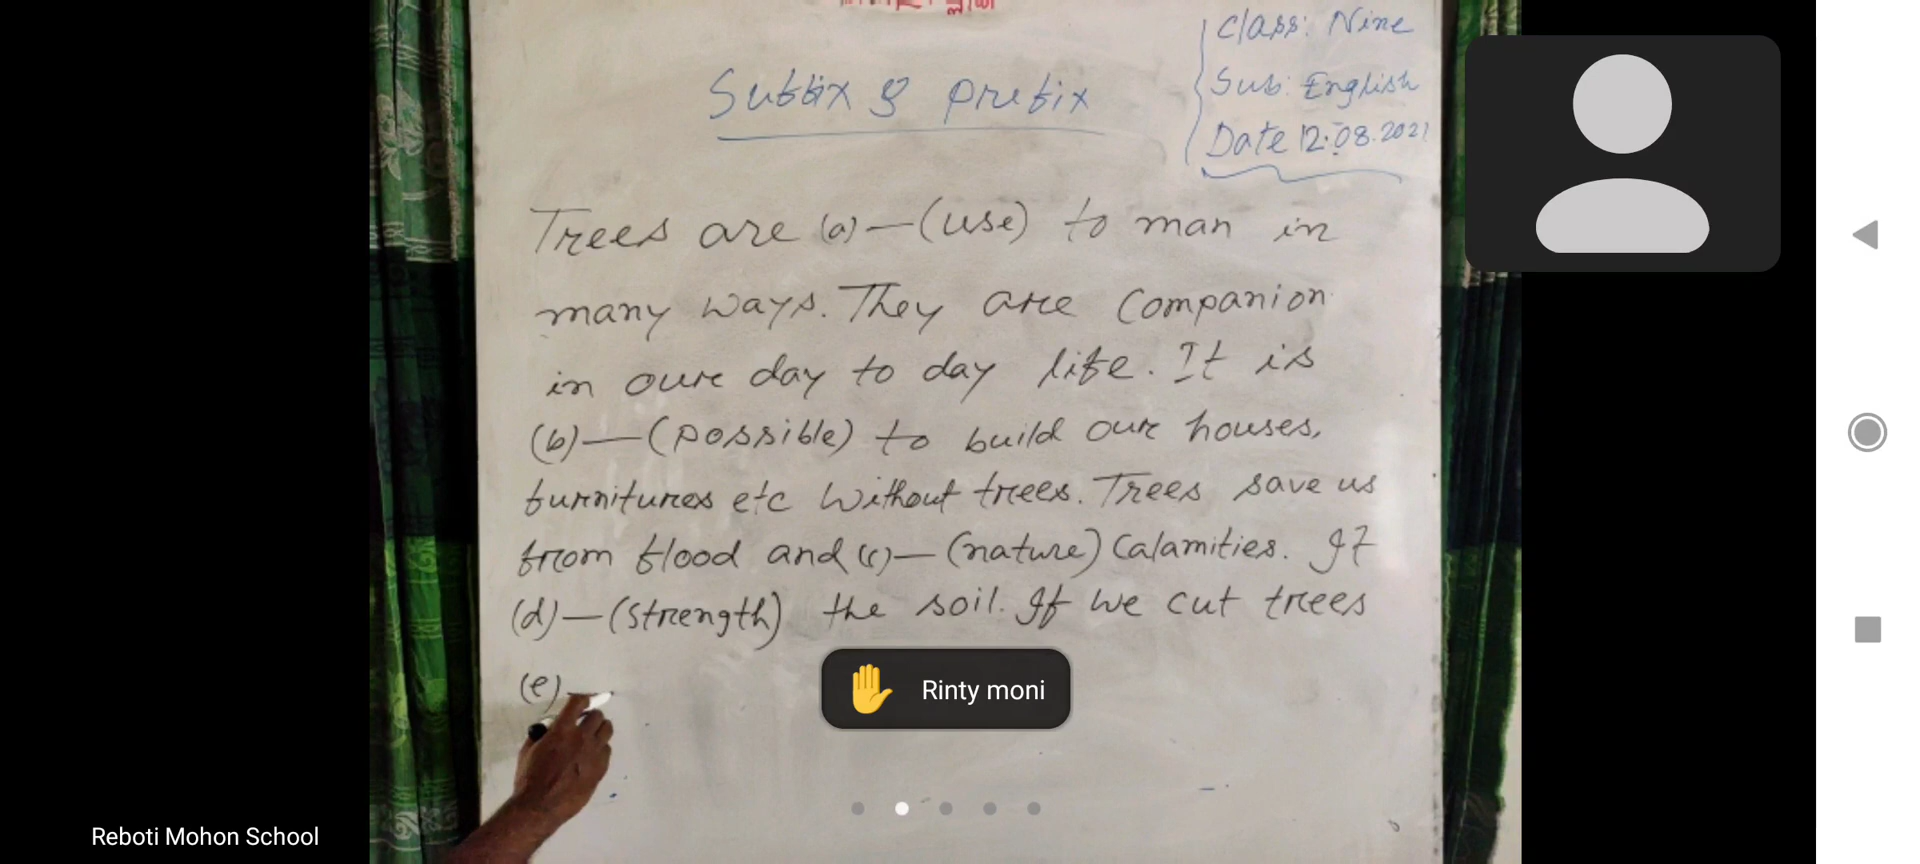 Class: Nine
Sub: English
Date 12.08.2021
Suffix & prefix
Trees are (a)—(use) to man in
many ways. They are companion
in our day to day life. It is
(b)—(possible) to build our houses,
furnitures etc without trees. Trees save us
from flood and (c)—(nature) Calamities. It
(d)—(strength) the soil. If we cut trees
(e)—
Rinty moni
Reboti Mohon School